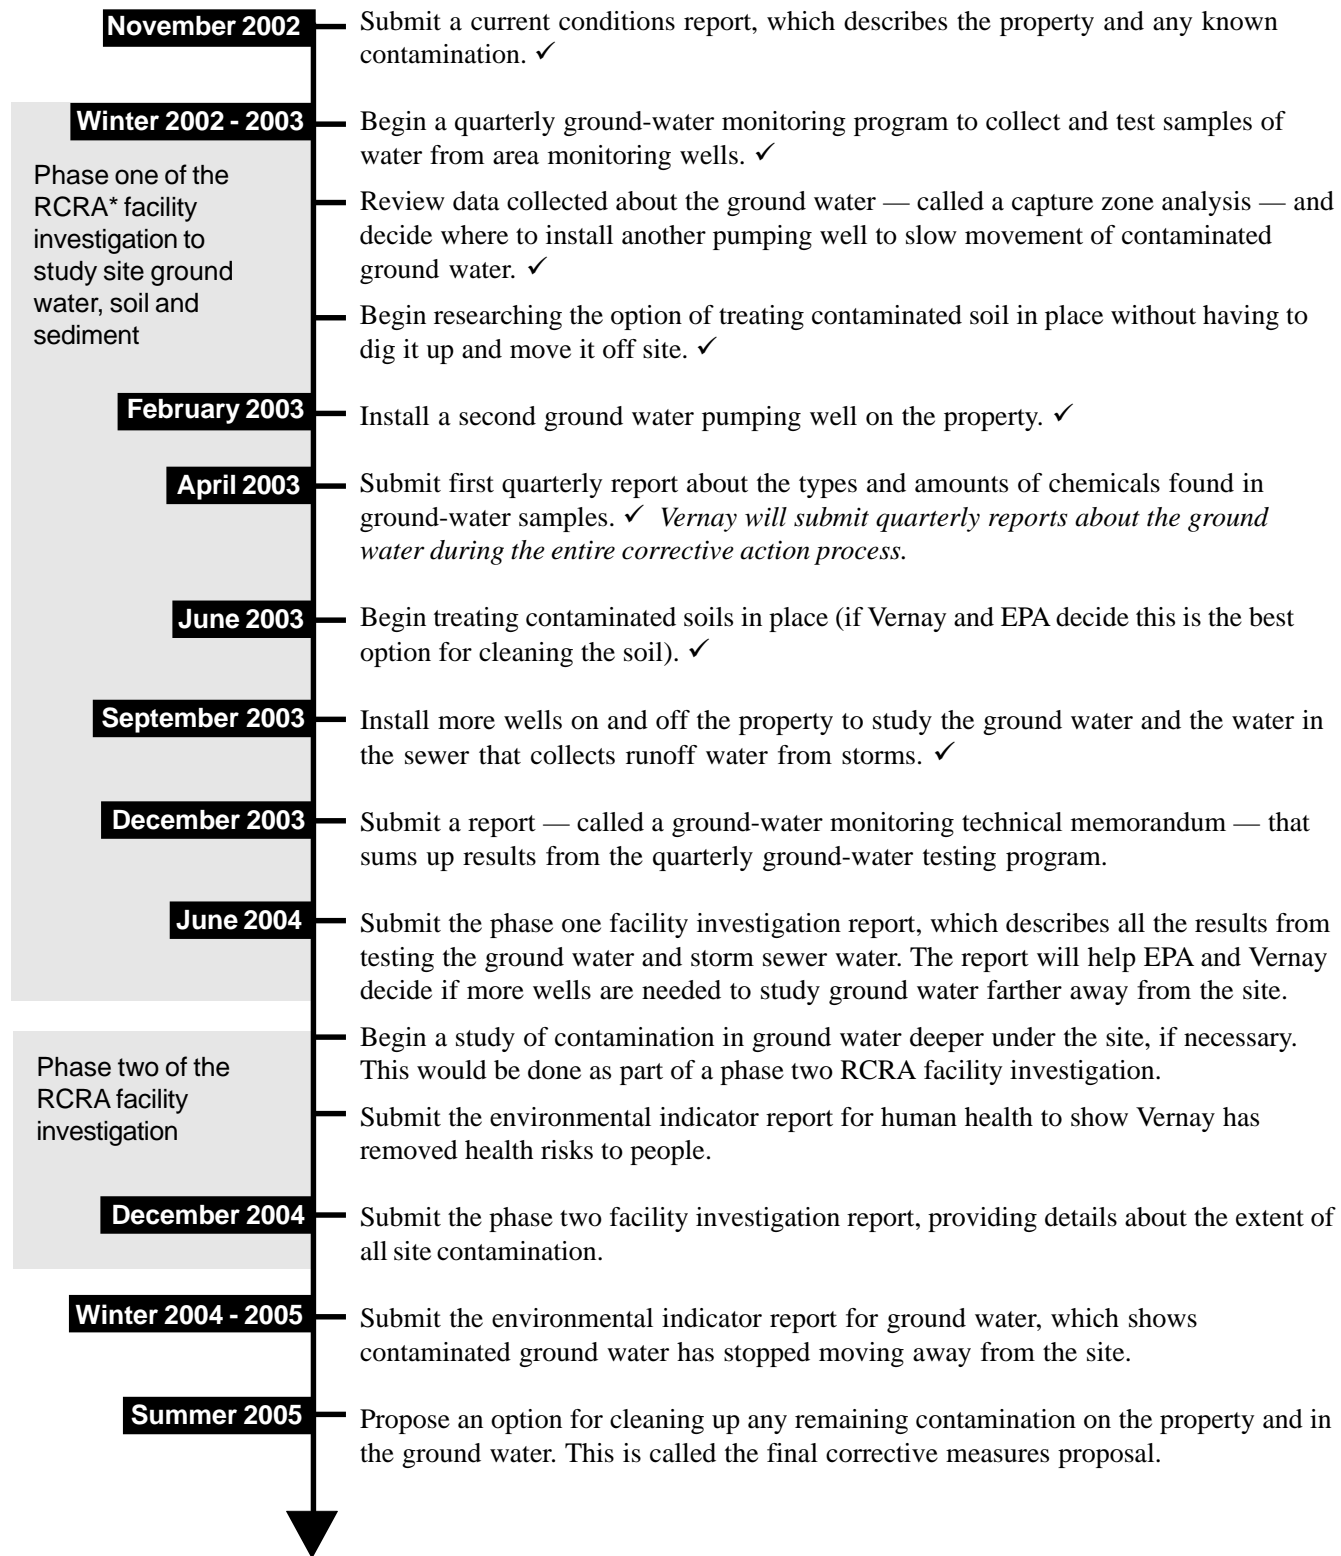 November 2002
Submit a current conditions report, which describes the property and any known
contamination. ✓
Winter 2002 - 2003
Phase one of the
RCRA* facility
investigation to
study site ground
water, soil and
sediment
Begin a quarterly ground-water monitoring program to collect and test samples of
water from area monitoring wells. ✓
Review data collected about the ground water — called a capture zone analysis — and
decide where to install another pumping well to slow movement of contaminated
ground water. ✓
Begin researching the option of treating contaminated soil in place without having to
dig it up and move it off site. ✓
February 2003
Install a second ground water pumping well on the property. ✓
April 2003
Submit first quarterly report about the types and amounts of chemicals found in
ground-water samples. ✓ Vernay will submit quarterly reports about the ground
water during the entire corrective action process.
June 2003
Begin treating contaminated soils in place (if Vernay and EPA decide this is the best
option for cleaning the soil). ✓
September 2003
Install more wells on and off the property to study the ground water and the water in
the sewer that collects runoff water from storms. ✓
December 2003
Submit a report — called a ground-water monitoring technical memorandum — that
sums up results from the quarterly ground-water testing program.
June 2004
Submit the phase one facility investigation report, which describes all the results from
testing the ground water and storm sewer water. The report will help EPA and Vernay
decide if more wells are needed to study ground water farther away from the site.
Phase two of the
RCRA facility
investigation
Begin a study of contamination in ground water deeper under the site, if necessary.
This would be done as part of a phase two RCRA facility investigation.
Submit the environmental indicator report for human health to show Vernay has
removed health risks to people.
December 2004
Submit the phase two facility investigation report, providing details about the extent of
all site contamination.
Winter 2004 - 2005
Submit the environmental indicator report for ground water, which shows
contaminated ground water has stopped moving away from the site.
Summer 2005
Propose an option for cleaning up any remaining contamination on the property and in
the ground water. This is called the final corrective measures proposal.